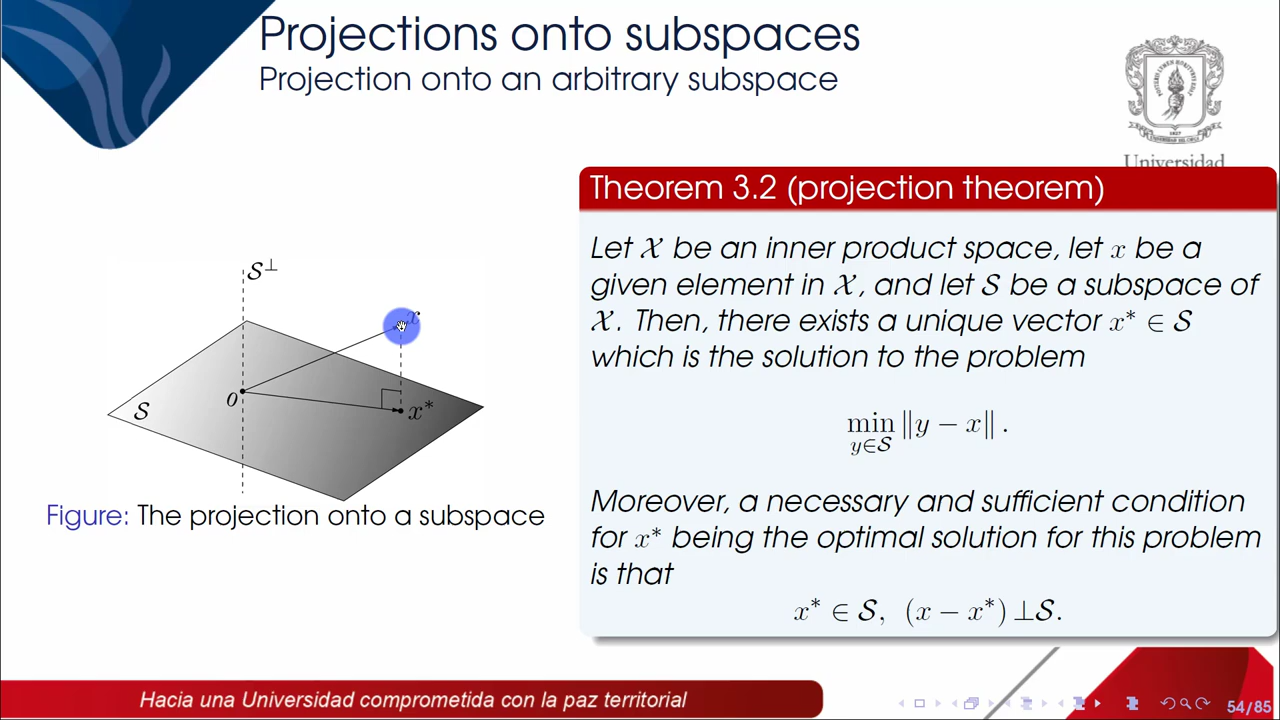 Projections onto subspaces
Projection onto an arbitrary subspace
Universidad
Theorem 3.2 (projection theorem)
Let 𝒳 be an inner product space, let x be a
given element in 𝒳, and let 𝒮 be a subspace of
𝒳. Then, there exists a unique vector x* ∈ 𝒮
which is the solution to the problem
min ‖y − x‖ .
y∈𝒮
Moreover, a necessary and sufficient condition
for x* being the optimal solution for this problem
is that
x* ∈ 𝒮, (x − x*) ⊥𝒮.
𝒮⊥
x
0
x*
𝒮
Figure: The projection onto a subspace
Hacia una Universidad comprometida con la paz territorial
54/85